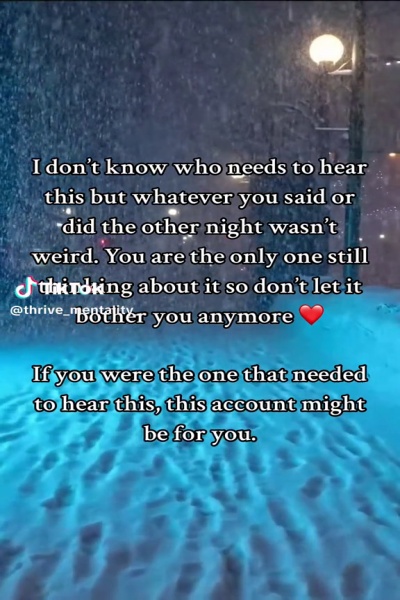 I don't know who needs to hear
this but whatever you said or
did the other night wasn't
weird. You are the only one still
thinking about it so don't let it
bother you anymore ❤️
TikTok
@thrive_mentality
If you were the one that needed
to hear this, this account might
be for you.